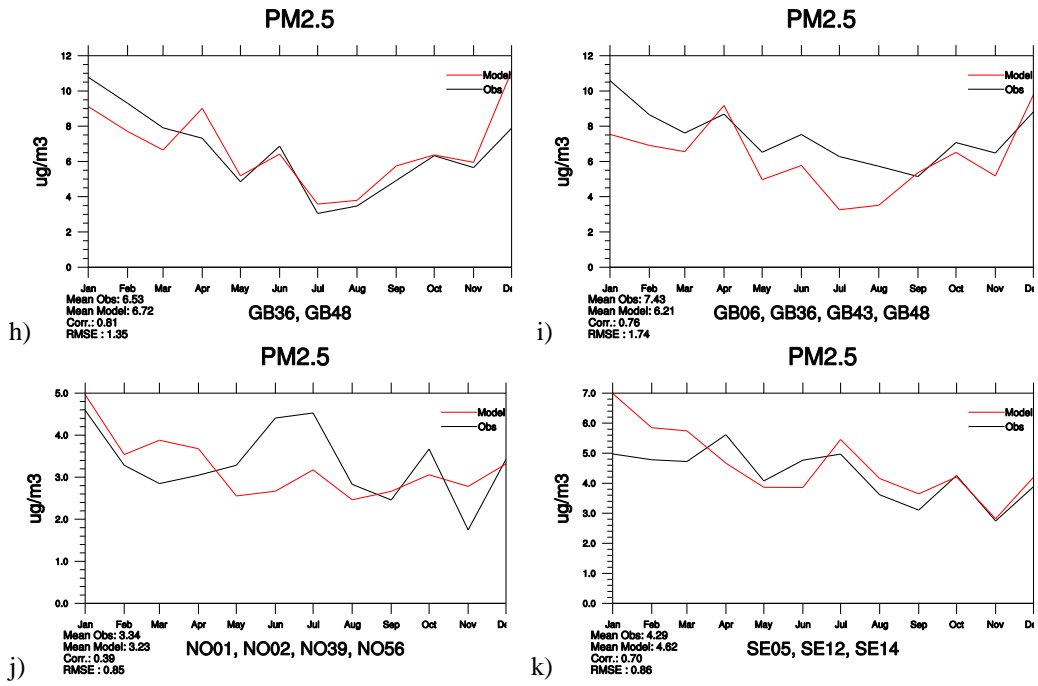 PM2.5
12
10
8
6
4
2
0
ug/m3
Model
Obs
Jan Feb Mar Apr May Jun Jul Aug Sep Oct Nov De
Mean Obs: 6.53
Mean Model: 6.72
Corr.: 0.81
RMSE : 1.35
GB36, GB48
h)
PM2.5
12
10
8
6
4
2
0
ug/m3
Model
Obs
Jan Feb Mar Apr May Jun Jul Aug Sep Oct Nov De
Mean Obs: 7.43
Mean Model: 6.21
Corr.: 0.76
RMSE : 1.74
GB06, GB36, GB43, GB48
i)
PM2.5
5.0
4.0
3.0
2.0
1.0
0.0
ug/m3
Model
Obs
Jan Feb Mar Apr May Jun Jul Aug Sep Oct Nov De
Mean Obs: 3.34
Mean Model: 3.23
Corr.: 0.39
RMSE : 0.85
NO01, NO02, NO39, NO56
j)
PM2.5
7.0
6.0
5.0
4.0
3.0
2.0
1.0
0.0
ug/m3
Model
Obs
Jan Feb Mar Apr May Jun Jul Aug Sep Oct Nov De
Mean Obs: 4.29
Mean Model: 4.62
Corr.: 0.70
RMSE : 0.86
SE05, SE12, SE14
k)